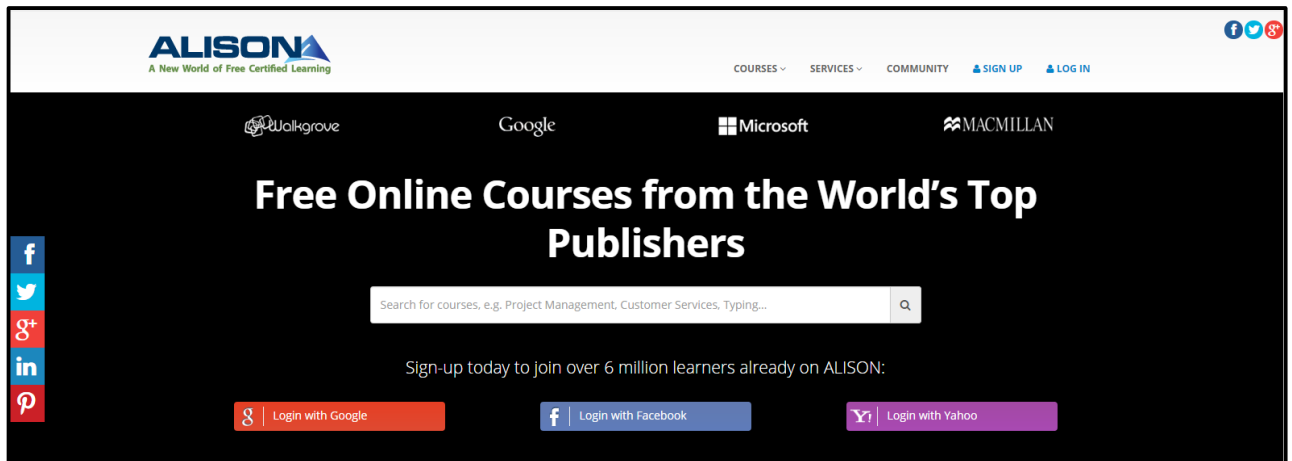 ALISON
A New World of Free Certified Learning
COURSES SERVICES COMMUNITY SIGN UP LOG IN
Walkgrove Google Microsoft MACMILLAN
Free Online Courses from the World's Top
Publishers
Search for courses, e.g. Project Management, Customer Services, Typing...
Sign-up today to join over 6 million learners already on ALISON:
Login with Google Login with Facebook Login with Yahoo